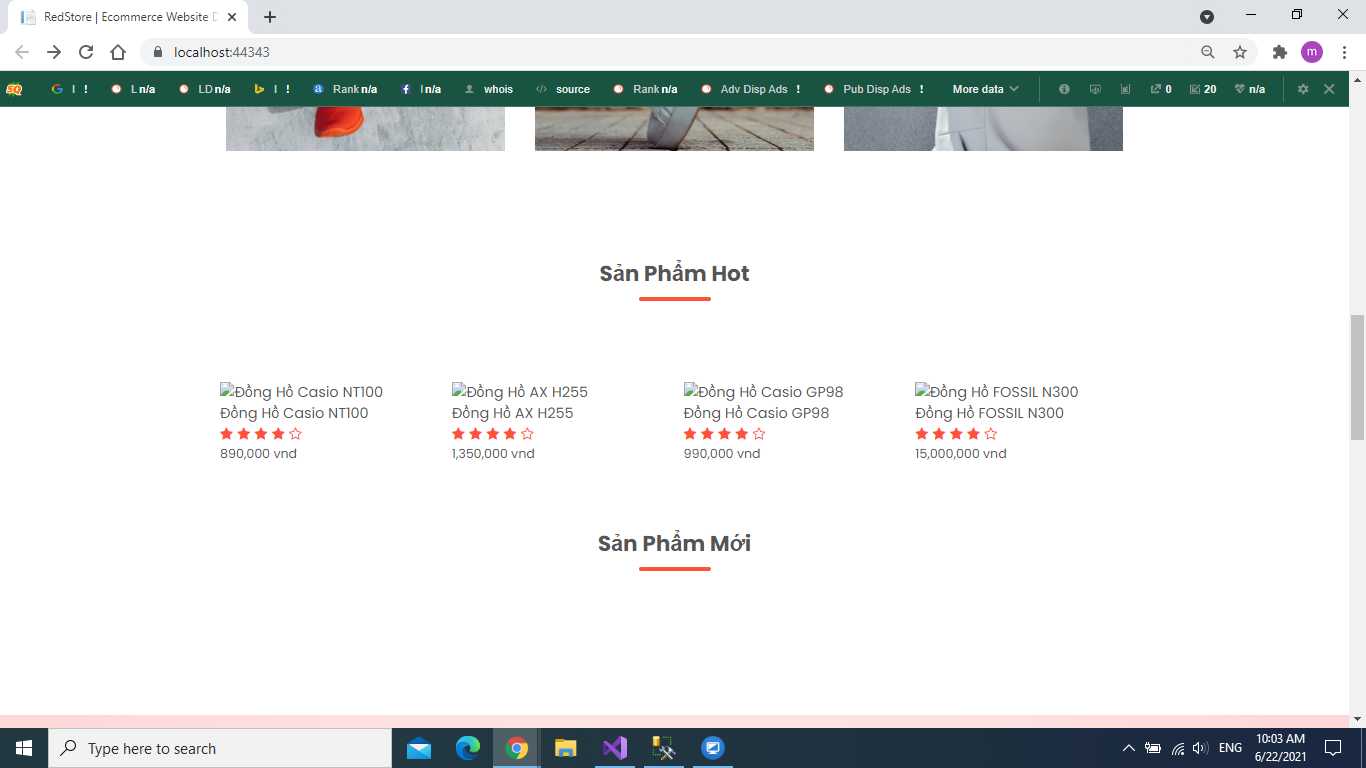 RedStore | Ecommerce Website D
localhost:44343
m
SQ I ! L n/a LD n/a I ! Rank n/a I n/a whois source Rank n/a Adv Disp Ads ! Pub Disp Ads ! More data 0 20 n/a
Sản Phẩm Hot
Đồng Hồ Casio NT100 Đồng Hồ AX H255 Đồng Hồ Casio GP98 Đồng Hồ FOSSIL N300
Đồng Hồ Casio NT100 Đồng Hồ AX H255 Đồng Hồ Casio GP98 Đồng Hồ FOSSIL N300
890,000 vnd 1,350,000 vnd 990,000 vnd 15,000,000 vnd
Sản Phẩm Mới
Type here to search
ENG
10:03 AM
6/22/2021